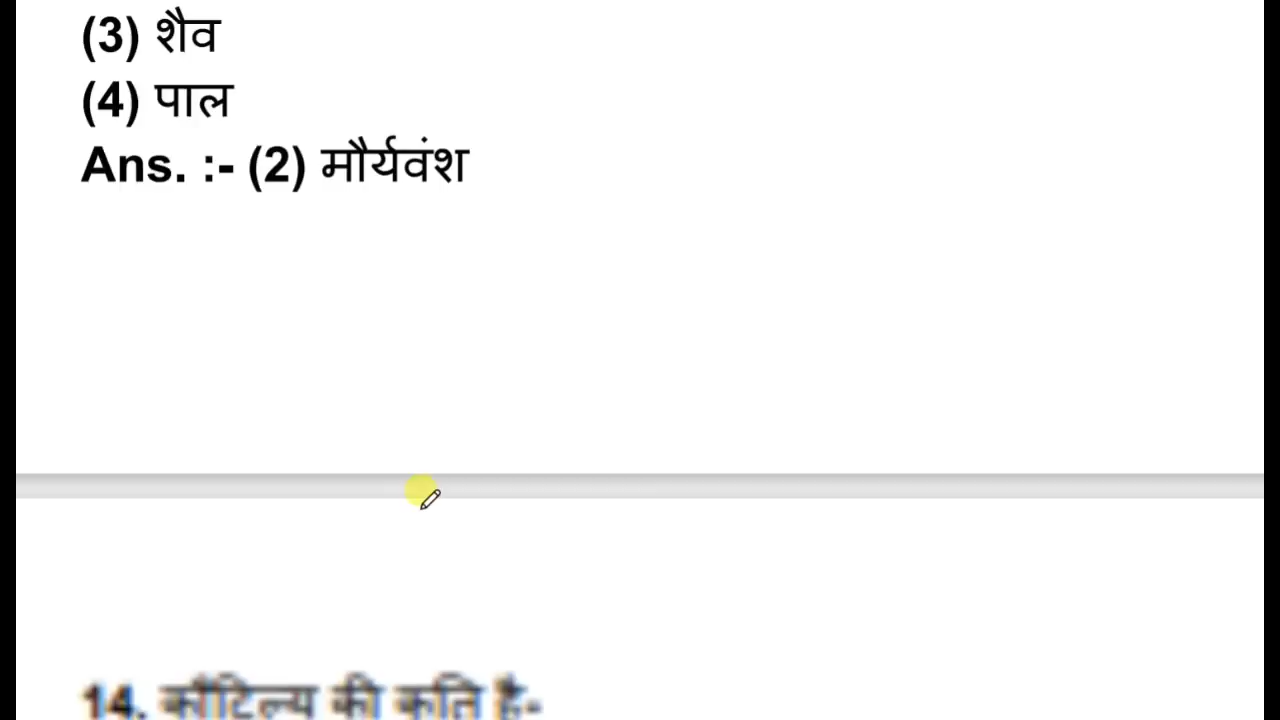 (3) शैव
(4) पाल
Ans. :- (2) मौर्यवंश
14. कौटिल्य की कृति है-